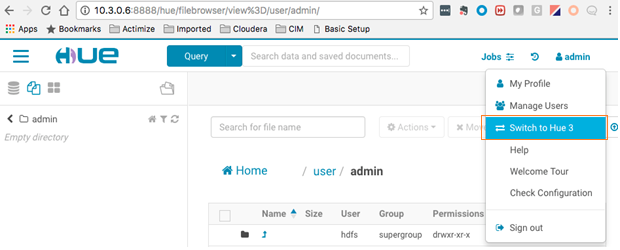 10.3.0.6:8888/hue/filebrowser/view%3D/user/admin/
Apps Bookmarks Actimize Imported Cloudera CIM Basic Setup
HUE Query Search data and saved documents... Jobs admin
My Profile
admin Manage Users
Empty directory Search for file name Actions Mov Switch to Hue 3
Help
Home / user / admin Welcome Tour
Check Configuration
Name Size User Group Permissions
Sign out
hdfs supergroup drwxr-xr-x